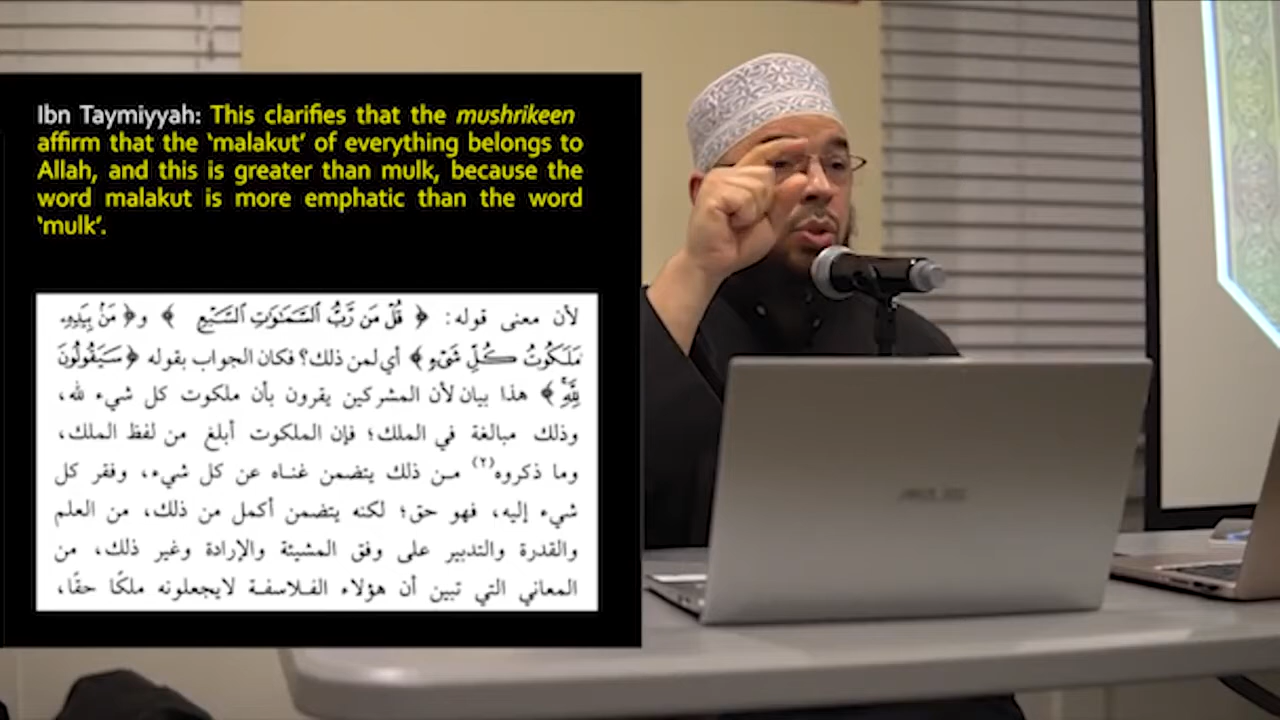 Ibn Taymiyyah: This clarifies that the mushrikeen
affirm that the ‘malakut’ of everything belongs to
Allah, and this is greater than mulk, because the
word malakut is more emphatic than the word
‘mulk’.
لأن معنى قوله: ﴿ قُلْ مَن رَّبُّ ٱلسَّمَٰوَٰتِ ٱلسَّبْعِ ﴾ و﴿ مَنۢ بِيَدِهِۦ
مَلَكُوتُ كُلِّ شَيْءٍ ﴾ أي لمن ذلك؟ فكان الجواب بقوله ﴿ سَيَقُولُونَ
لِلَّهِ ﴾ هذا بيان لأن المشركين يقرون بأن ملكوت كل شيء لله،
وذلك مبالغة في الملك؛ فإن الملكوت أبلغ من لفظ الملك،
وما ذكروه(٢) من ذلك يتضمن غناه عن كل شيء، وفقر كل
شيء إليه، فهو حق؛ لكنه يتضمن أكمل من ذلك، من العلم
والقدرة والتدبير على وفق المشيئة والإرادة وغير ذلك، من
المعاني التي تبين أن هؤلاء الفلاسفة لايجعلونه ملكًا حقًا،